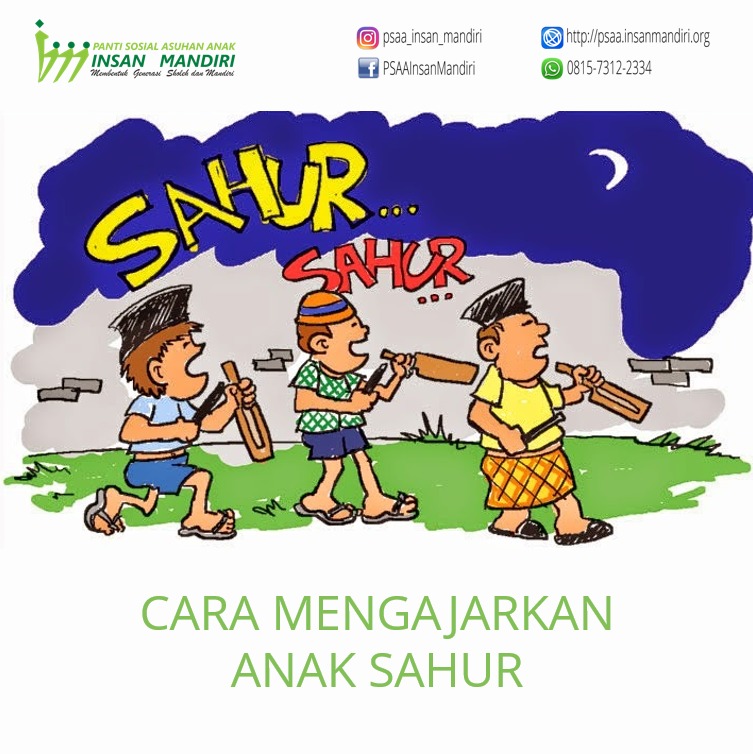 PANTI SOSIAL ASUHAN ANAK
INSAN MANDIRI
Membentuk Generasi Sholeh dan Mandiri
psaa_insan_mandiri
http://psaa.insanmandiri.org
PSAAInsanMandiri
0815-7312-2334
SAHUR...
SAHUR...
CARA MENGAJARKAN
ANAK SAHUR